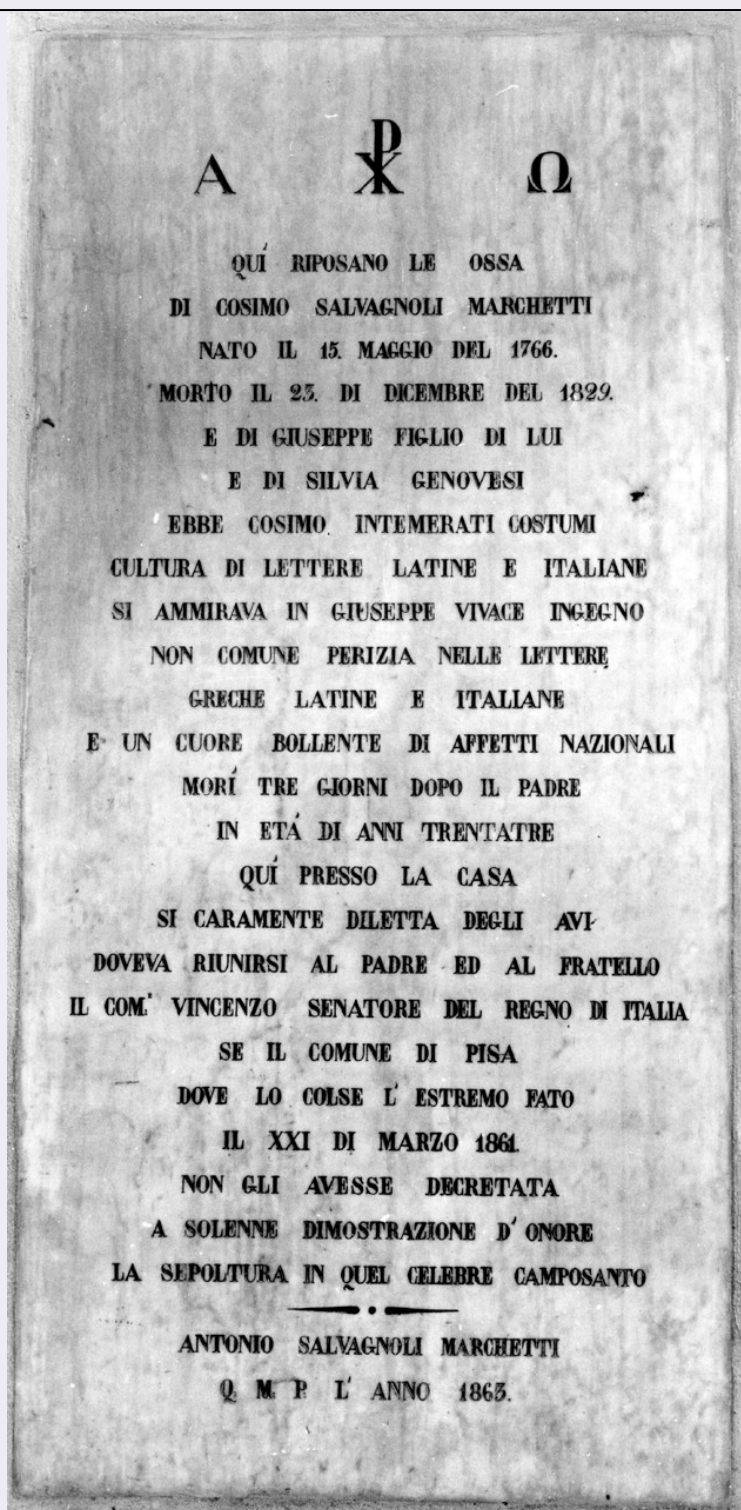 Α ☧ Ω
QUÍ RIPOSANO LE OSSA
DI COSIMO SALVAGNOLI MARCHETTI
NATO IL 15. MAGGIO DEL 1766.
MORTO IL 23. DI DICEMBRE DEL 1829.
E DI GIUSEPPE FIGLIO DI LUI
E DI SILVIA GENOVESI
EBBE COSIMO INTEMERATI COSTUMI
CULTURA DI LETTERE LATINE E ITALIANE
SI AMMIRAVA IN GIUSEPPE VIVACE INGEGNO
NON COMUNE PERIZIA NELLE LETTERE
GRECHE LATINE E ITALIANE
E UN CUORE BOLLENTE DI AFFETTI NAZIONALI
MORÍ TRE GIORNI DOPO IL PADRE
IN ETÁ DI ANNI TRENTATRE
QUÍ PRESSO LA CASA
SI CARAMENTE DILETTA DEGLI AVI
DOVEVA RIUNIRSI AL PADRE ED AL FRATELLO
IL COM.' VINCENZO SENATORE DEL REGNO DI ITALIA
SE IL COMUNE DI PISA
DOVE LO COLSE L' ESTREMO FATO
IL XXI DI MARZO 1861.
NON GLI AVESSE DECRETATA
A SOLENNE DIMOSTRAZIONE D' ONORE
LA SEPOLTURA IN QUEL CELEBRE CAMPOSANTO
ANTONIO SALVAGNOLI MARCHETTI
Q. M. P. L' ANNO 1863.